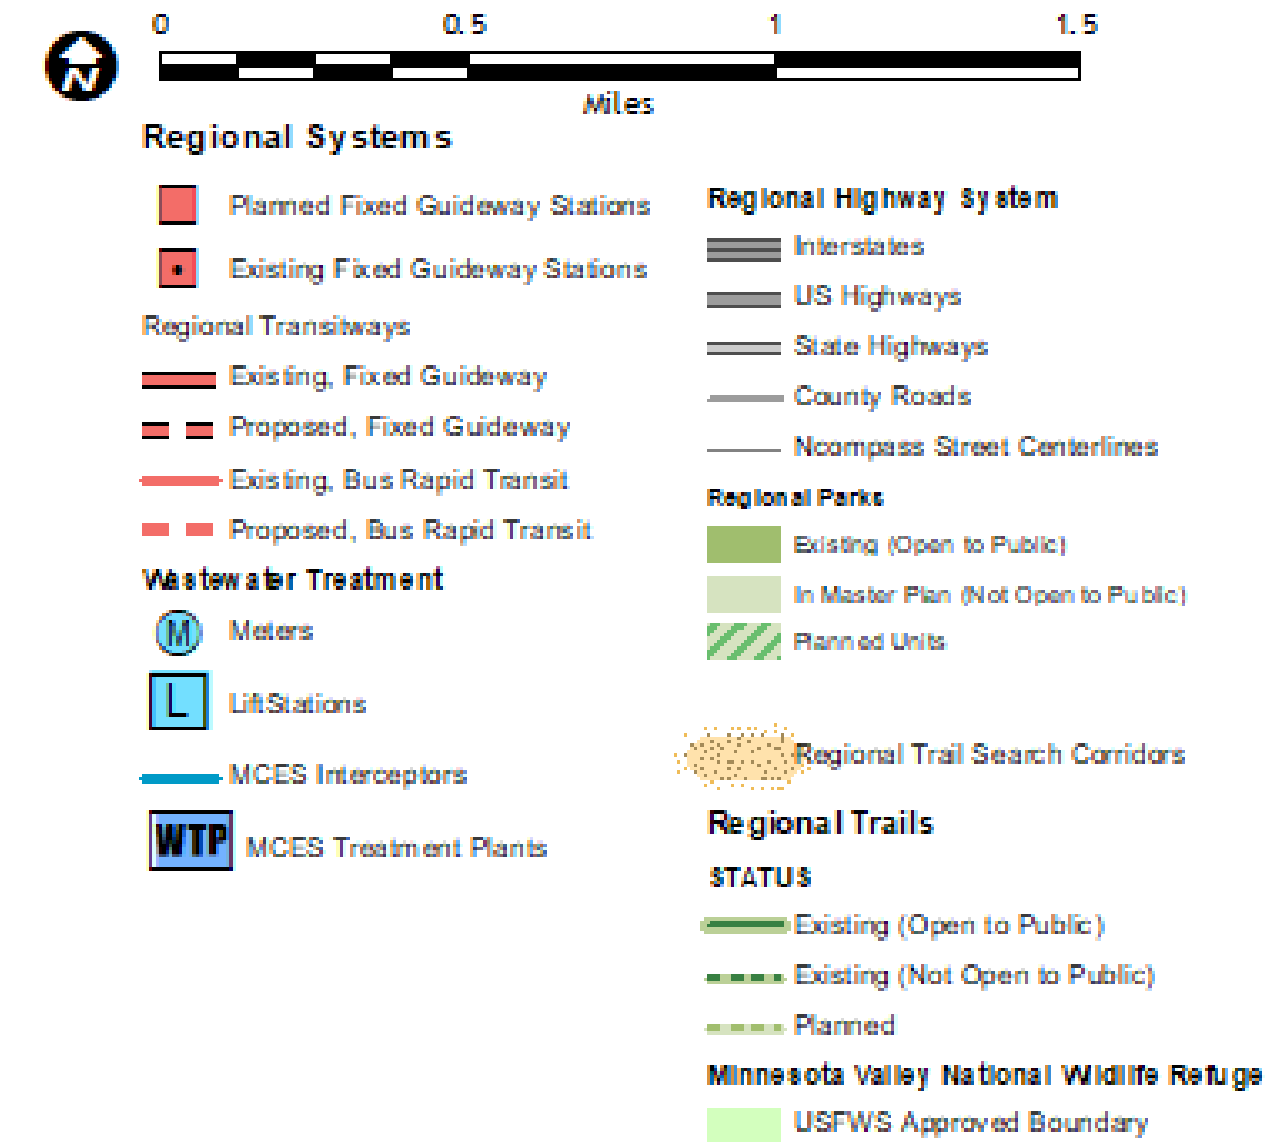 0 0.5 1 1.5
N
Miles
Regional Systems
Planned Fixed Guideway Stations
Existing Fixed Guideway Stations
Regional Transitways
Existing, Fixed Guideway
Proposed, Fixed Guideway
Existing, Bus Rapid Transit
Proposed, Bus Rapid Transit
Wastewater Treatment
M Meters
L LiftStations
MCES Interceptors
WTP MCES Treatment Plants
Regional Highway System
Interstates
US Highways
State Highways
County Roads
Ncompass Street Centerlines
Regional Parks
Existing (Open to Public)
In Master Plan (Not Open to Public)
Planned Units
Regional Trail Search Corridors
Regional Trails
STATUS
Existing (Open to Public)
Existing (Not Open to Public)
Planned
Minnesota Valley National Wildlife Refuge
USFWS Approved Boundary